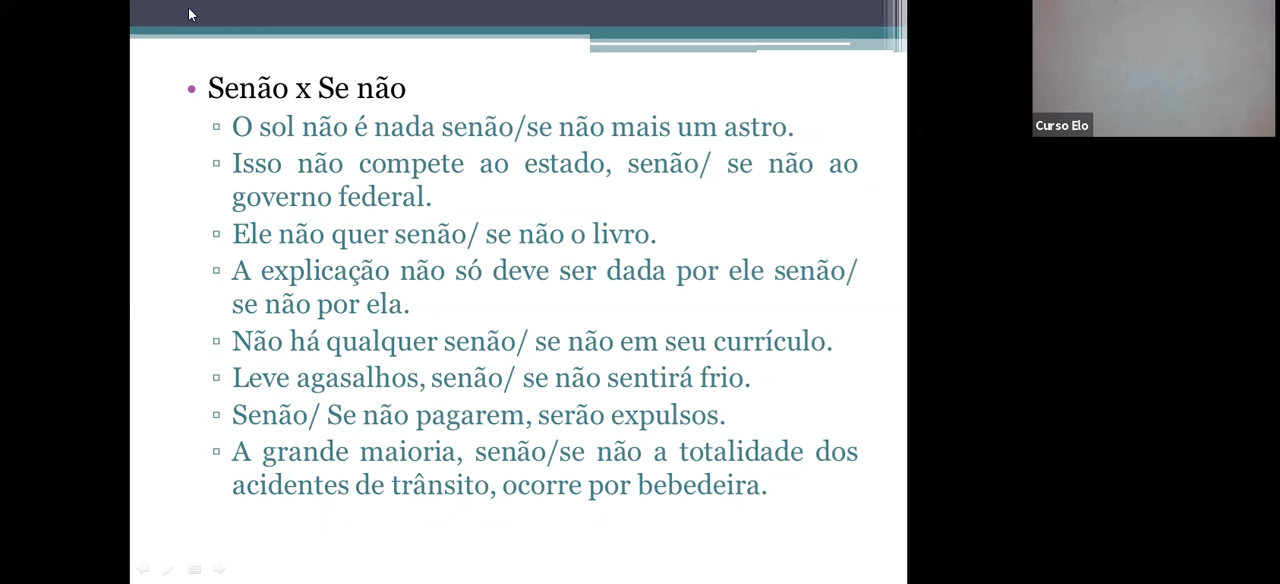 Senão x Se não
O sol não é nada senão/se não mais um astro.
Isso não compete ao estado, senão/ se não ao
governo federal.
Ele não quer senão/ se não o livro.
A explicação não só deve ser dada por ele senão/
se não por ela.
Não há qualquer senão/ se não em seu currículo.
Leve agasalhos, senão/ se não sentirá frio.
Senão/ Se não pagarem, serão expulsos.
A grande maioria, senão/se não a totalidade dos
acidentes de trânsito, ocorre por bebedeira.
Curso Elo